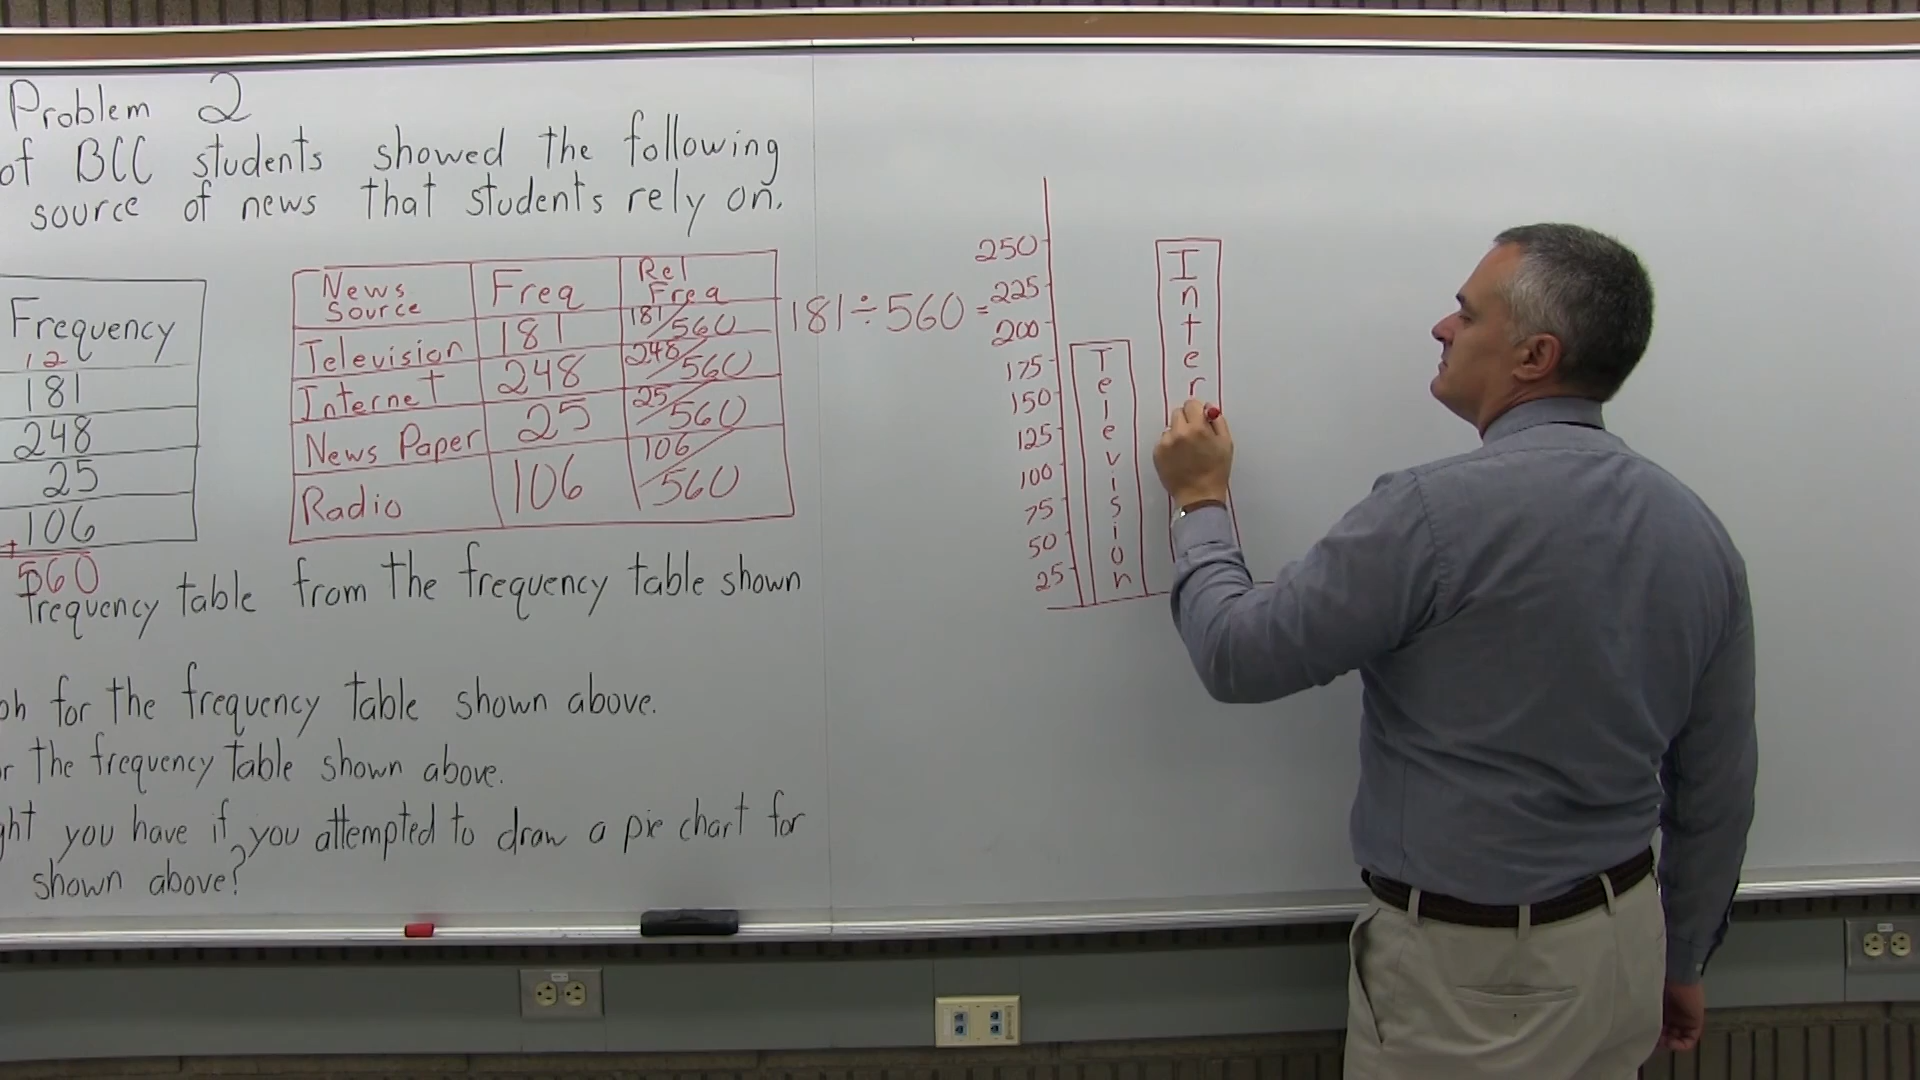 Problem 2
of BCC students showed the following
source of news that students rely on.
Frequency
12
181
248
25
+106
560
News Source Freq Rel Freq
Television 181 181/560
Internet 248 248/560
News Paper 25 25/560
Radio 106 106/560
181÷560=
250
225
200
175
150
125
100
75
50
25
Television
Inter
frequency table from the frequency table shown
for the frequency table shown above.
the frequency table shown above.
you have if you attempted to draw a pie chart for
shown above?